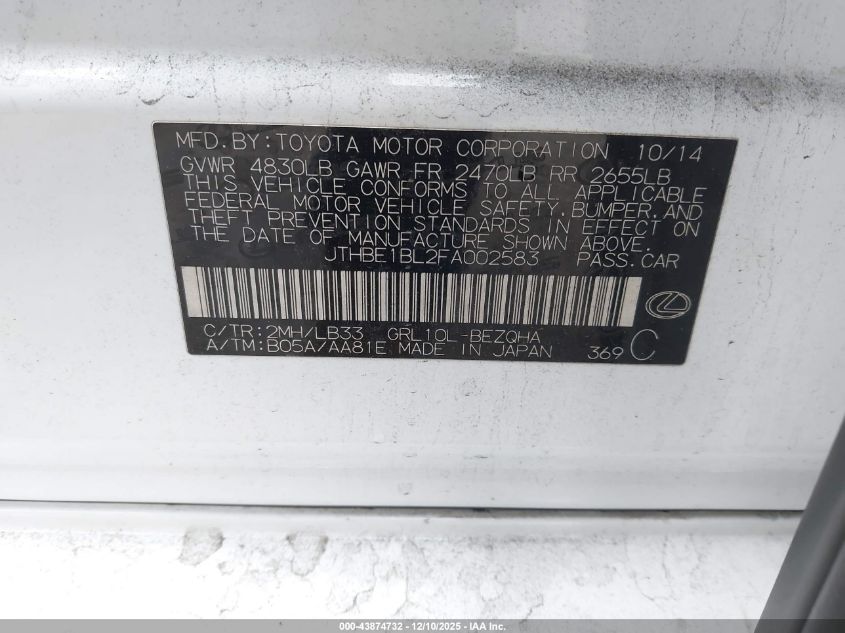 MFD.BY:TOYOTA MOTOR CORPORATION 10/14
GVWR 4830LB GAWR FR 2470LB RR 2655LB
THIS VEHICLE CONFORMS TO ALL APPLICABLE
FEDERAL MOTOR VEHICLE SAFETY,BUMPER,AND
THEFT PREVENTION STANDARDS IN EFFECT ON
THE DATE OF MANUFACTURE SHOWN ABOVE.
JTHBE1BL2FA002583 PASS.CAR
C/TR:2MH/LB33 GRL10L-BEZQHA
A/TM:B05A/AA81E MADE IN JAPAN 369 C
000-43874732 - 12/10/2025 - IAA Inc.